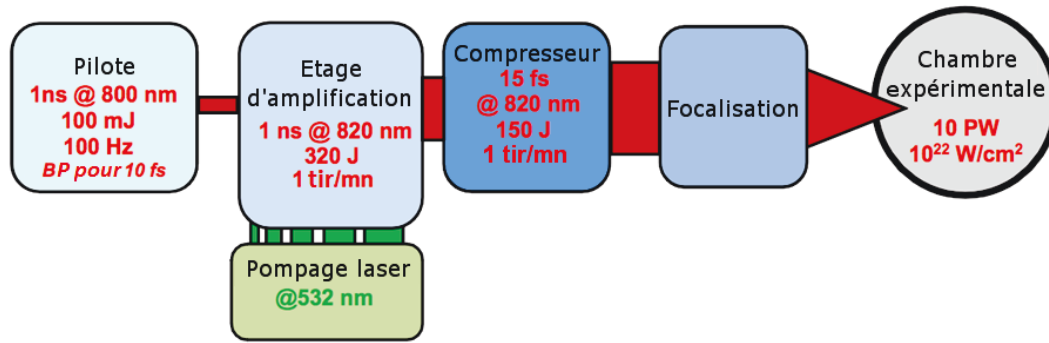 Pilote
1ns @ 800 nm
100 mJ
100 Hz
BP pour 10 fs
Etage
d'amplification
1 ns @ 820 nm
320 J
1 tir/mn
Pompage laser
@532 nm
Compresseur
15 fs
@ 820 nm
150 J
1 tir/mn
Focalisation
Chambre
expérimentale
10 PW
10²² W/cm²